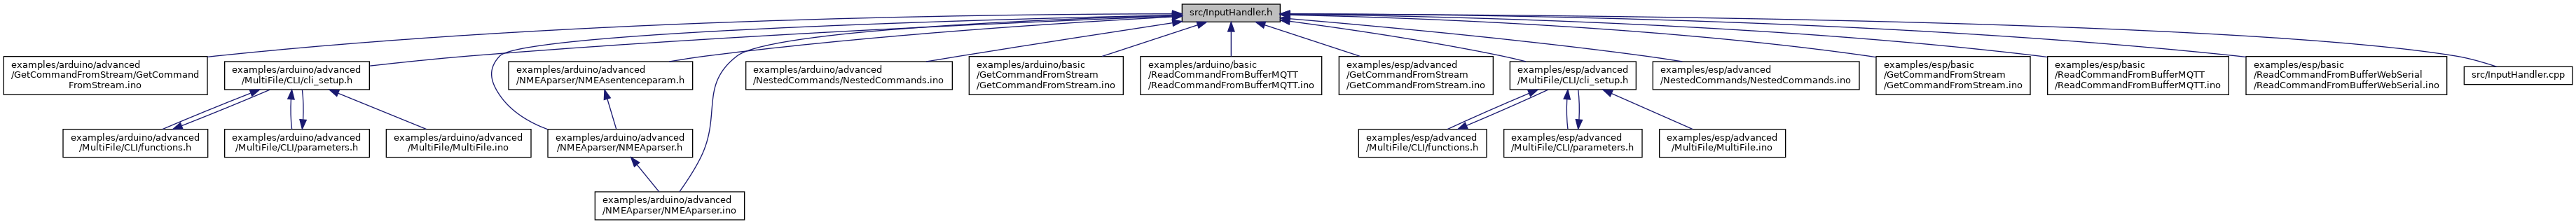 src/InputHandler.h
examples/arduino/advanced
/GetCommandFromStream/GetCommand
FromStream.ino
examples/arduino/advanced
/MultiFile/CLI/cli_setup.h
examples/arduino/advanced
/NMEAparser/NMEAsentenceparam.h
examples/arduino/advanced
/NestedCommands/NestedCommands.ino
examples/arduino/basic
/GetCommandFromStream
/GetCommandFromStream.ino
examples/arduino/basic
/ReadCommandFromBufferMQTT
/ReadCommandFromBufferMQTT.ino
examples/esp/advanced
/GetCommandFromStream
/GetCommandFromStream.ino
examples/esp/advanced
/MultiFile/CLI/cli_setup.h
examples/esp/advanced
/NestedCommands/NestedCommands.ino
examples/esp/basic
/GetCommandFromStream
/GetCommandFromStream.ino
examples/esp/basic
/ReadCommandFromBufferMQTT
/ReadCommandFromBufferMQTT.ino
examples/esp/basic
/ReadCommandFromBufferWebSerial
/ReadCommandFromBufferWebSerial.ino
src/InputHandler.cpp
examples/arduino/advanced
/MultiFile/CLI/functions.h
examples/arduino/advanced
/MultiFile/CLI/parameters.h
examples/arduino/advanced
/MultiFile/MultiFile.ino
examples/arduino/advanced
/NMEAparser/NMEAparser.h
examples/esp/advanced
/MultiFile/CLI/functions.h
examples/esp/advanced
/MultiFile/CLI/parameters.h
examples/esp/advanced
/MultiFile/MultiFile.ino
examples/arduino/advanced
/NMEAparser/NMEAparser.ino